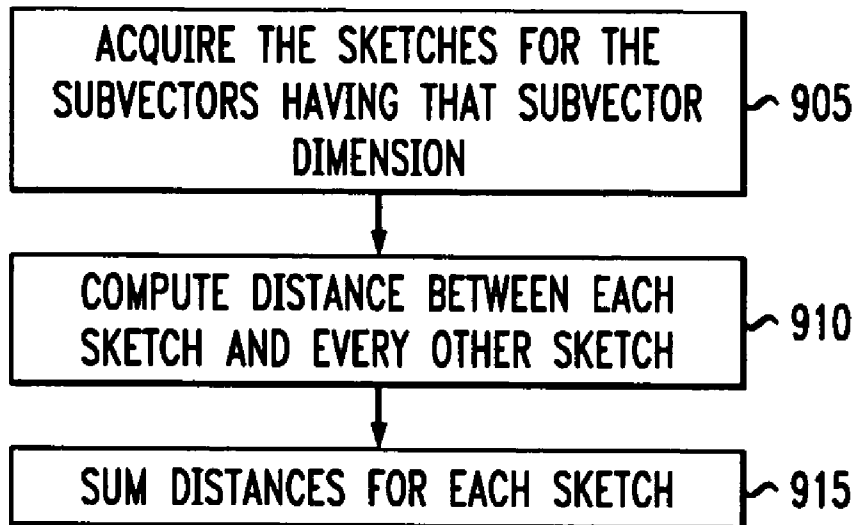 ACQUIRE THE SKETCHES FOR THE
SUBVECTORS HAVING THAT SUBVECTOR
DIMENSION
905
COMPUTE DISTANCE BETWEEN EACH
SKETCH AND EVERY OTHER SKETCH
910
SUM DISTANCES FOR EACH SKETCH
915